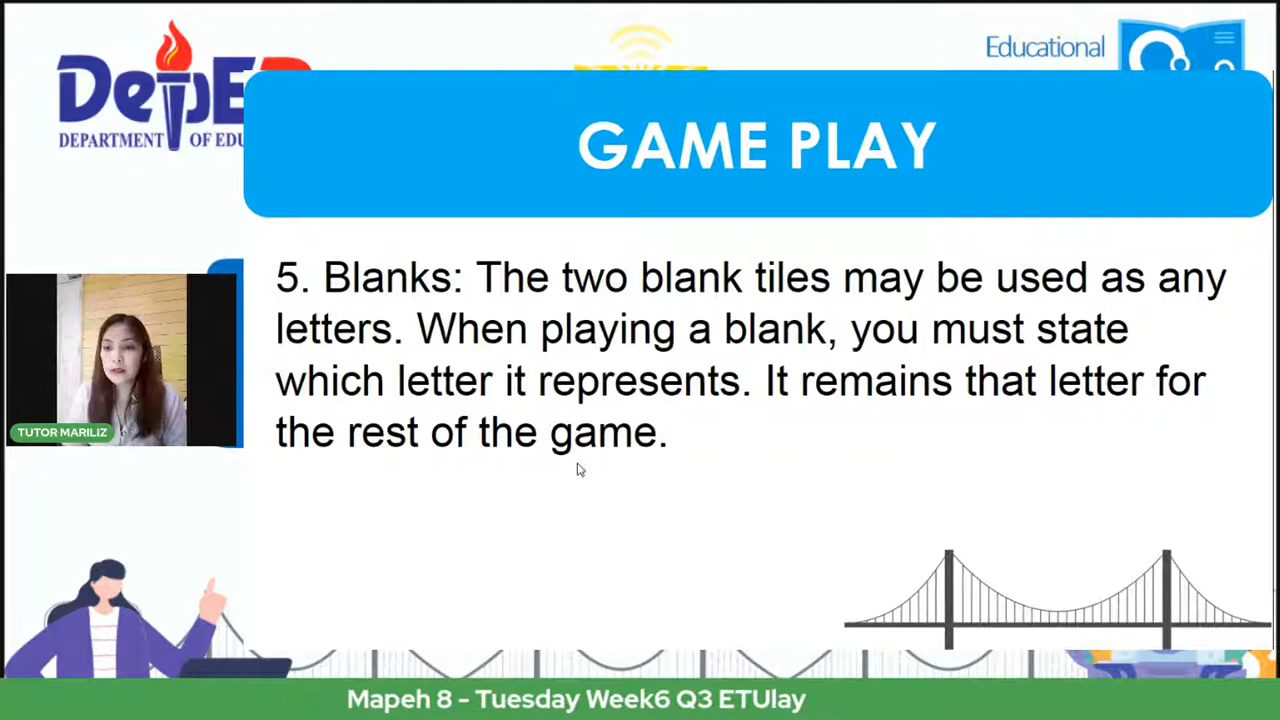 DepED
DEPARTMENT OF EDU
Educational
GAME PLAY
5. Blanks: The two blank tiles may be used as any
letters. When playing a blank, you must state
which letter it represents. It remains that letter for
the rest of the game.
TUTOR MARILIZ
Mapeh 8 - Tuesday Week6 Q3 ETUlay